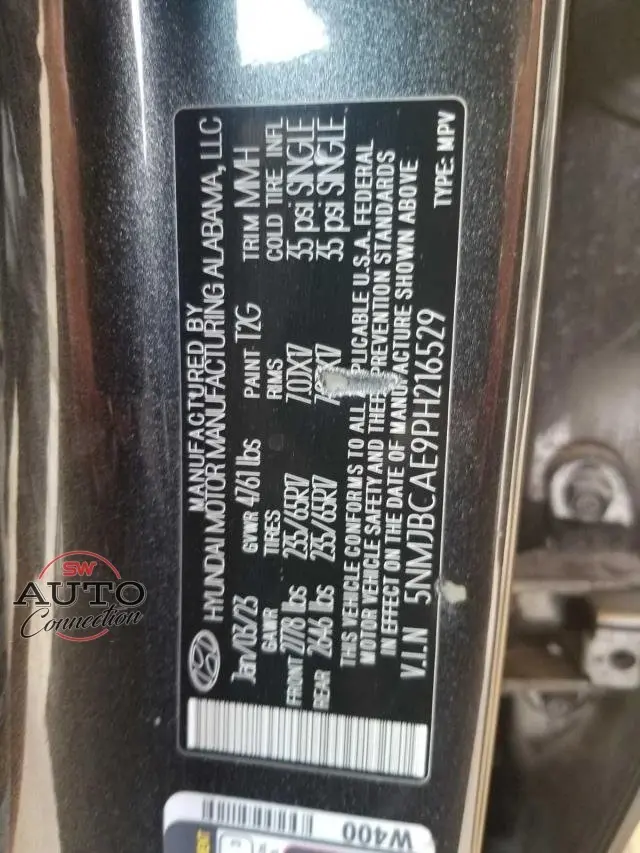 MANUFACTURED BY
HYUNDAI MOTOR MANUFACTURING ALABAMA, LLC
Jan/03/23 GVWR 4761 lbs PAINT T2G TRIM MMH
GAWR TIRES RIMS COLD TIRE INFL
FRONT 2778 lbs 235/65R17 7.0JX17 35 psi SINGLE
REAR 2646 lbs 235/65R17 35 psi SINGLE
THIS VEHICLE CONFORMS TO ALL U.S.A. FEDERAL
MOTOR VEHICLE SAFETY AND THEFT PREVENTION STANDARDS
IN EFFECT ON THE DATE OF MANUFACTURE SHOWN ABOVE
V.I.N 5NMJBCAE9PH216529 TYPE: MPV
W400
SW
AUTO
Connection